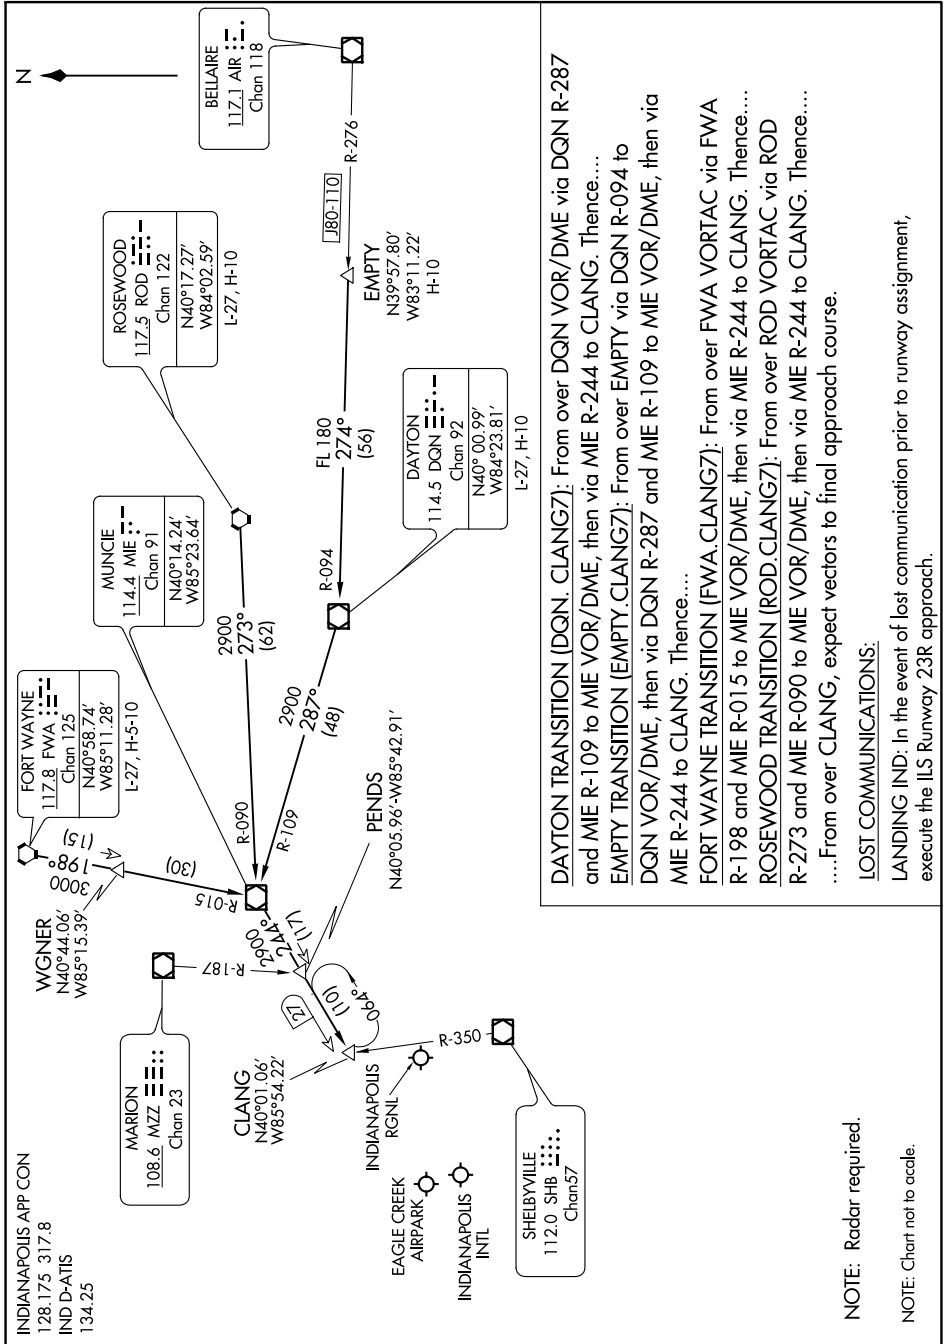 INDIANAPOLIS APP CON
128.175 317.8
IND D-ATIS
134.25
N
BELLAIRE
117.1 AIR
Chan 118
ROSEWOOD
117.5 ROD
Chan 122
N40°17.27′
W84°02.59′
L-27, H-10
MUNCIE
114.4 MIE
Chan 91
N40°14.24′
W85°23.64′
FORT WAYNE
117.8 FWA
Chan 125
N40°58.74′
W85°11.28′
L-27, H-5-10
MARION
108.6 MZZ
Chan 23
WGNER
N40°44.06′
W85°15.39′
3000
198°
(15)
(30)
R-015
R-187
R-090
2900
273°
(62)
R-109
2900
287°
(48)
R-094
FL180
274°
(56)
J80-110
R-276
EMPTY
N39°57.80′
W83°11.22′
H-10
DAYTON
114.5 DQN
Chan 92
N40° 00.99′
W84°23.81′
L-27, H-10
2600
244°
(17)
PENDS
N40°05.96′-W85°42.91′
27
(10)
064°
CLANG
N40°01.06′
W85°54.22′
R-350
INDIANAPOLIS
RGNL
EAGLE CREEK
AIRPARK
INDIANAPOLIS
INTL
SHELBYVILLE
112.0 SHB
Chan57
DAYTON TRANSITION (DQN. CLANG7): From over DQN VOR/DME via DQN R-287
and MIE R-109 to MIE VOR/DME, then via MIE R-244 to CLANG. Thence....
EMPTY TRANSITION (EMPTY.CLANG7): From over EMPTY via DQN R-094 to
DQN VOR/DME, then via DQN R-287 and MIE R-109 to MIE VOR/DME, then via
MIE R-244 to CLANG. Thence....
FORT WAYNE TRANSITION (FWA.CLANG7): From over FWA VORTAC via FWA
R-198 and MIE R-015 to MIE VOR/DME, then via MIE R-244 to CLANG. Thence....
ROSEWOOD TRANSITION (ROD.CLANG7): From over ROD VORTAC via ROD
R-273 and MIE R-090 to MIE VOR/DME, then via MIE R-244 to CLANG. Thence....
....From over CLANG, expect vectors to final approach course.
LOST COMMUNICATIONS:
LANDING IND: In the event of lost communication prior to runway assignment,
execute the ILS Runway 23R approach.
NOTE: Radar required.
NOTE: Chart not to acale.